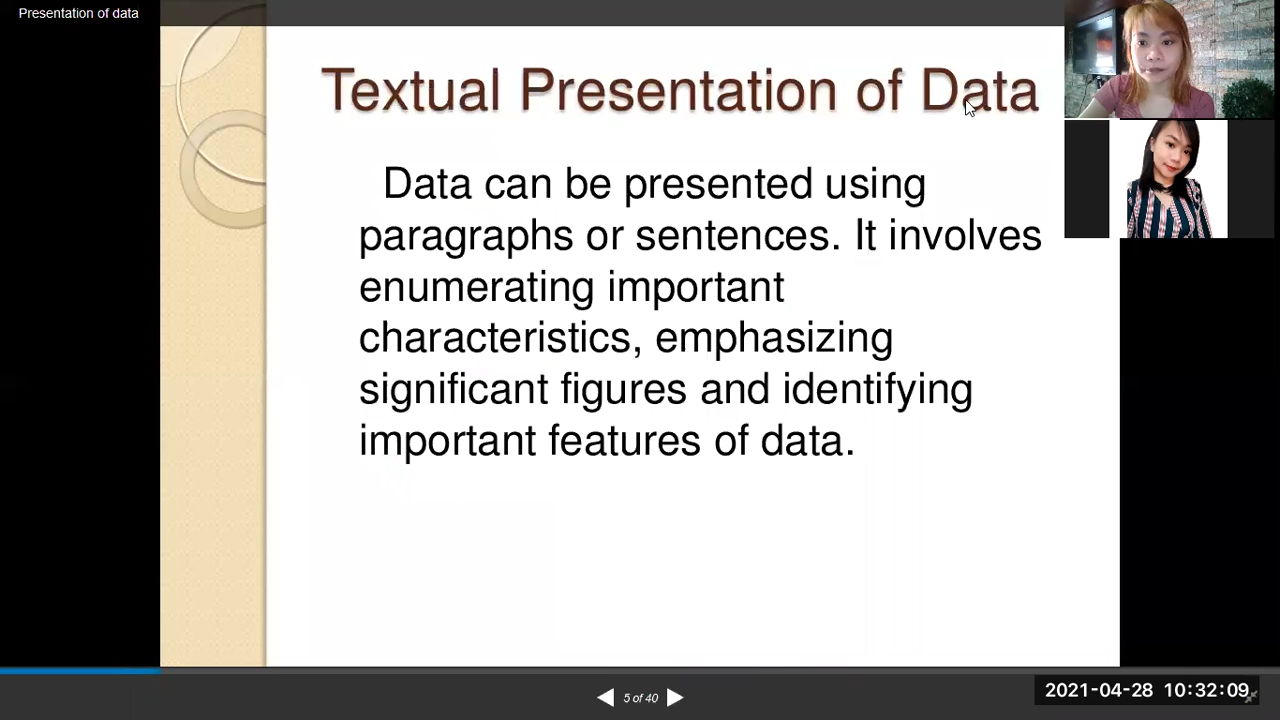 Presentation of data
Textual Presentation of Data
Data can be presented using
paragraphs or sentences. It involves
enumerating important
characteristics, emphasizing
significant figures and identifying
important features of data.
5 of 40
2021-04-28 10:32:09